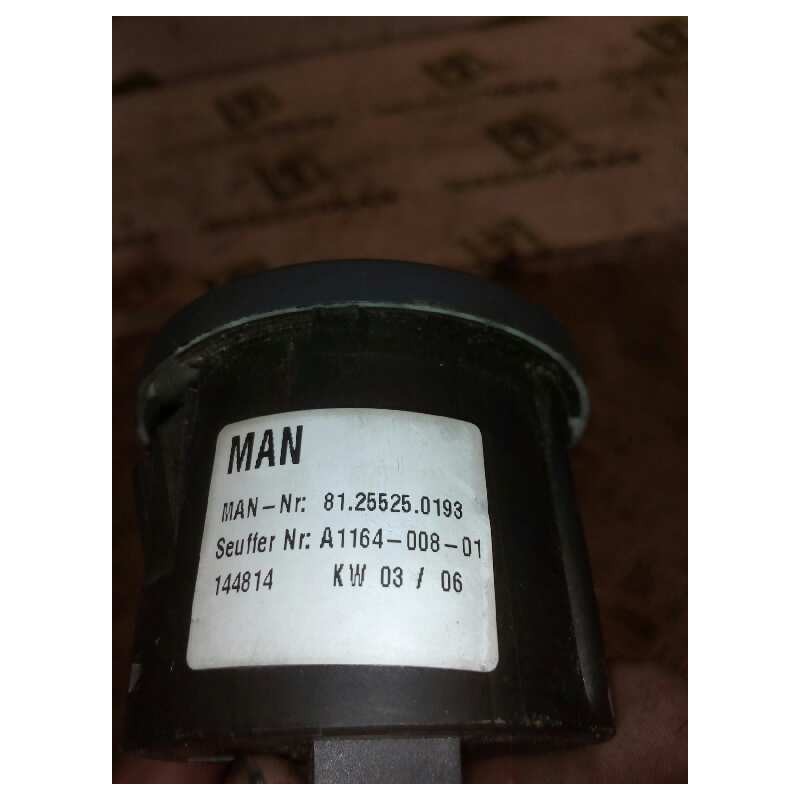 MAN
MAN-Nr: 81.25525.0193
Seuffer Nr: A1164-008-01
144814 KW 03 / 06